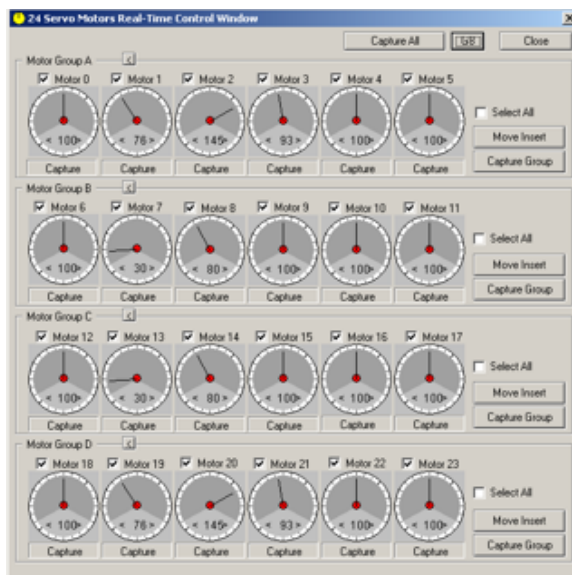 24 Servo Motors Real-Time Control Window
Capture All GB Close
Motor Group A <
Motor 0 Motor 1 Motor 2 Motor 3 Motor 4 Motor 5
Select All
< 100> < 76 > < 145> < 93 > < 100> < 100>
Move Insert
Capture Capture Capture Capture Capture Capture
Capture Group
Motor Group B <
Motor 6 Motor 7 Motor 8 Motor 9 Motor 10 Motor 11
Select All
< 100> < 30 > < 80 > < 100> < 100> < 100>
Move Insert
Capture Capture Capture Capture Capture Capture
Capture Group
Motor Group C <
Motor 12 Motor 13 Motor 14 Motor 15 Motor 16 Motor 17
Select All
< 100> < 30 > < 80 > < 100> < 100> < 100>
Move Insert
Capture Capture Capture Capture Capture Capture
Capture Group
Motor Group D <
Motor 18 Motor 19 Motor 20 Motor 21 Motor 22 Motor 23
Select All
< 100> < 76 > < 145> < 93 > < 100> < 100>
Move Insert
Capture Capture Capture Capture Capture Capture
Capture Group